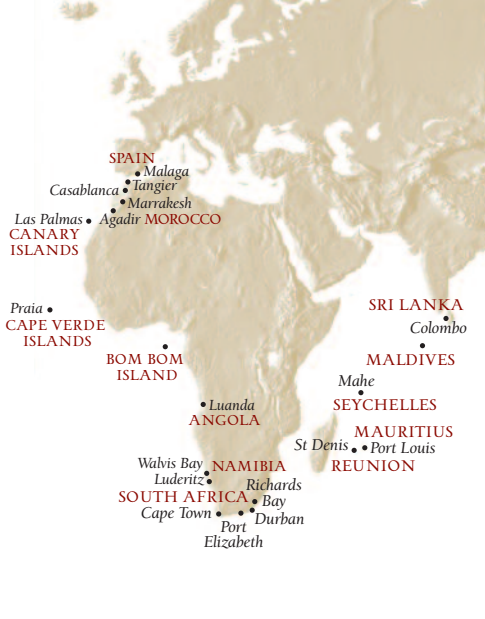 SPAIN
Malaga
Tangier
Casablanca
Marrakesh
Las Palmas
Agadir MOROCCO
CANARY
ISLANDS
Praia
CAPE VERDE
ISLANDS
SRI LANKA
Colombo
BOM BOM
ISLAND
MALDIVES
Mahe
SEYCHELLES
Luanda
ANGOLA
MAURITIUS
St Denis
Port Louis
REUNION
Walvis Bay
NAMIBIA
Luderitz
Richards
Bay
SOUTH AFRICA
Cape Town
Durban
Port
Elizabeth